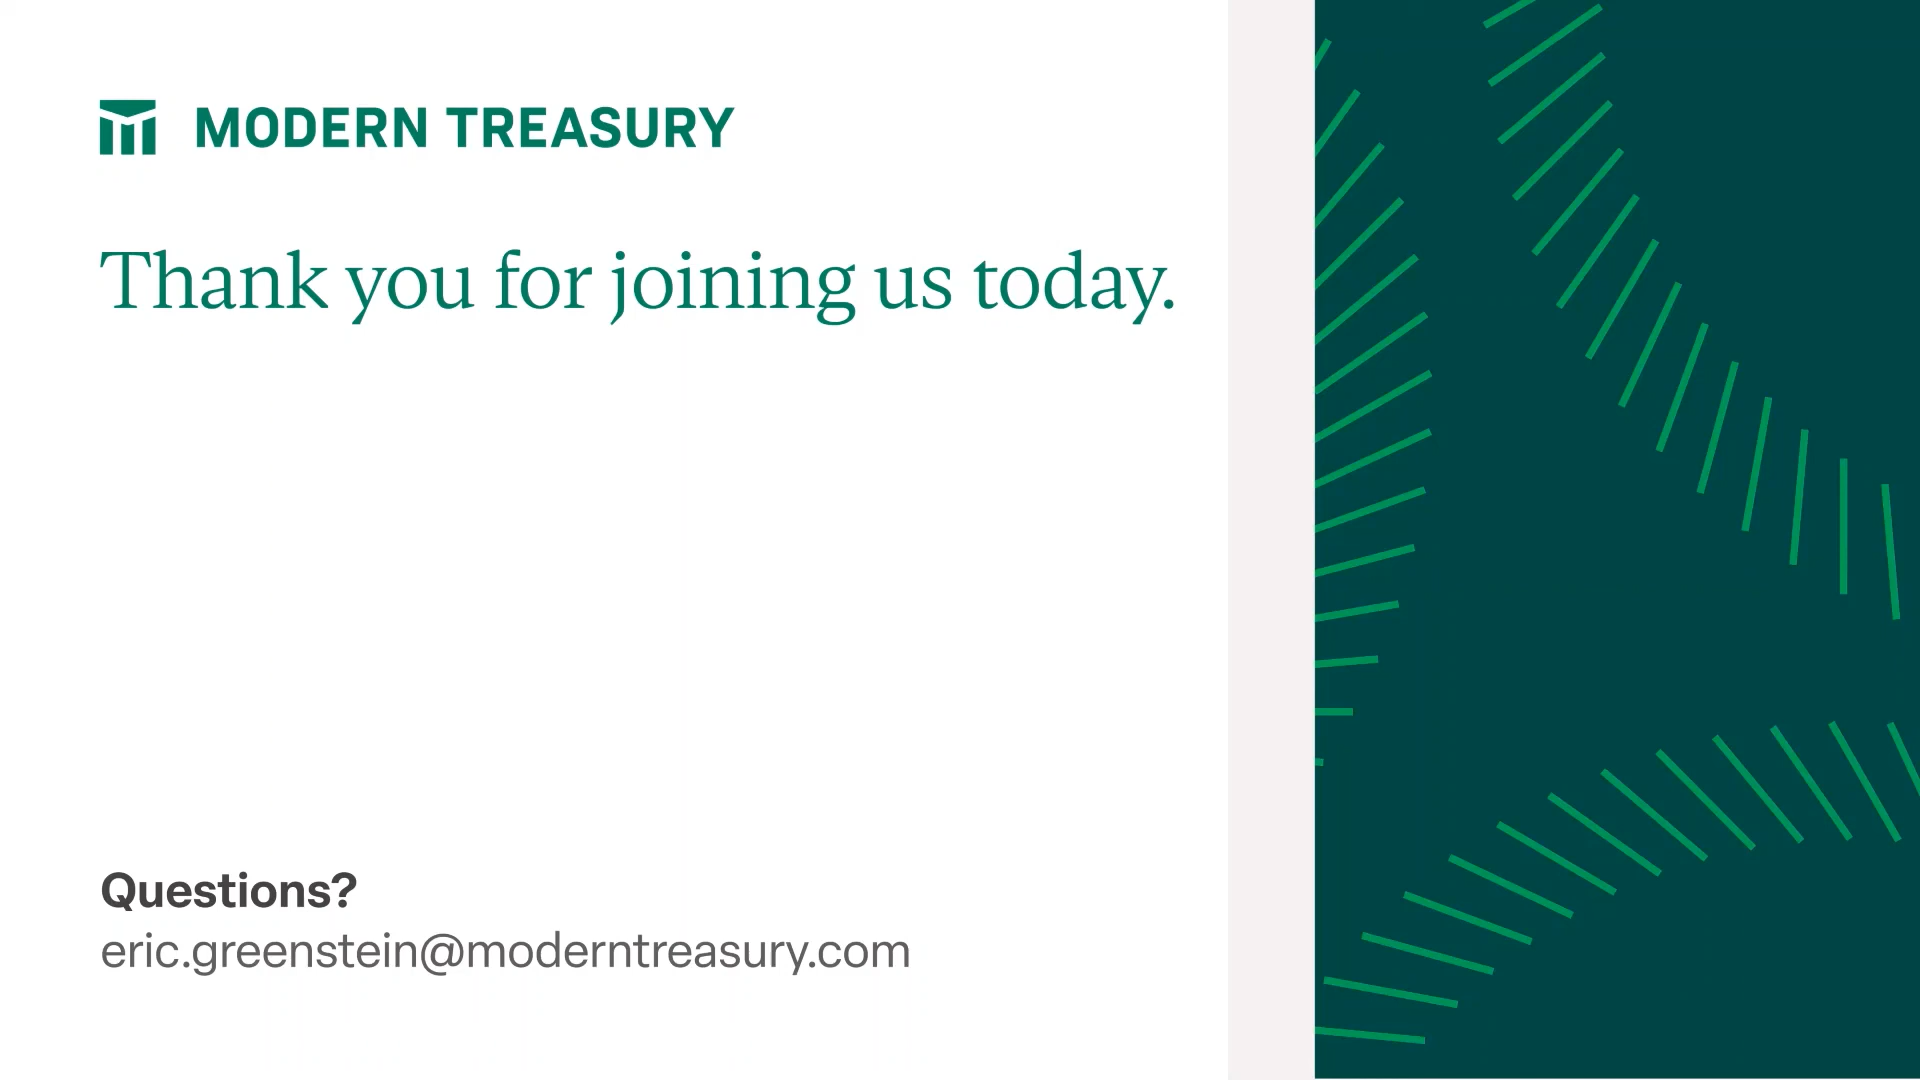 MODERN TREASURY
Thank you for joining us today.
Questions?
eric.greenstein@moderntreasury.com